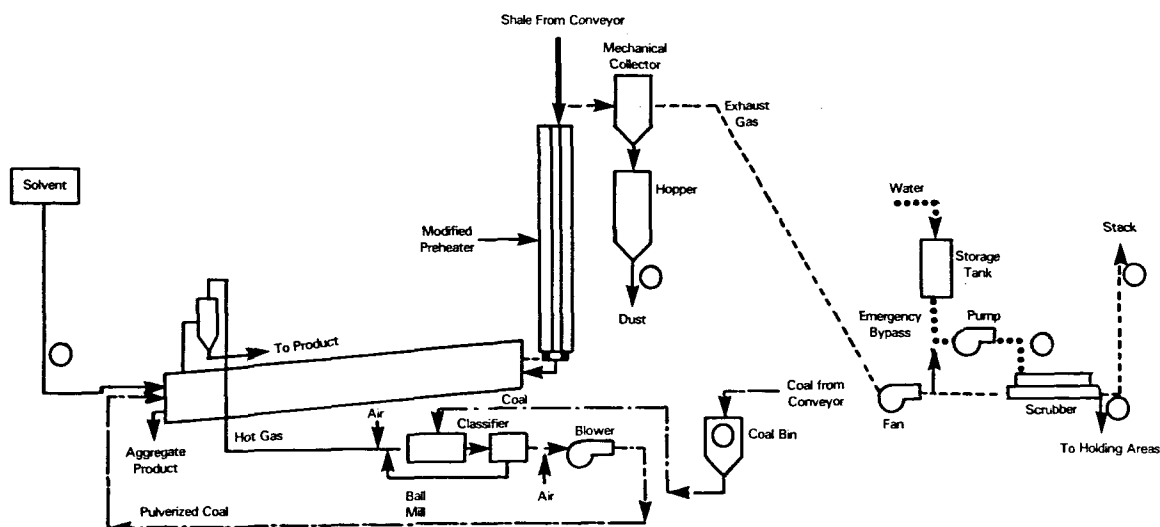 Shale From Conveyor
Mechanical
Collector
Exhaust
Gas
Solvent
Hopper
Water
Modified
Preheater
Stack
Storage
Tank
Dust
Emergency
Bypass
Pump
To Product
Coal from
Conveyor
Coal
Air
Classifier
Blower
Hot Gas
Coal Bin
Fan
Scrubber
Aggregate
Product
To Holding Areas
Ball
Mill
Air
Pulverized Coal